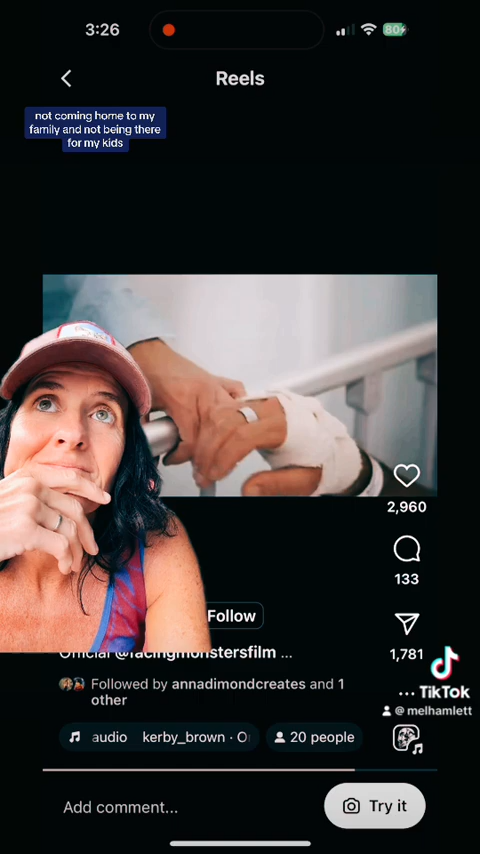 3:26
80
Reels
not coming home to my
family and not being there
for my kids
2,960
133
Follow
1,781
Official @facingmonstersfilm ...
Followed by annadimondcreates and 1
other
TikTok
@melhamlett
audio kerby_brown · O
20 people
Add comment...
Try it